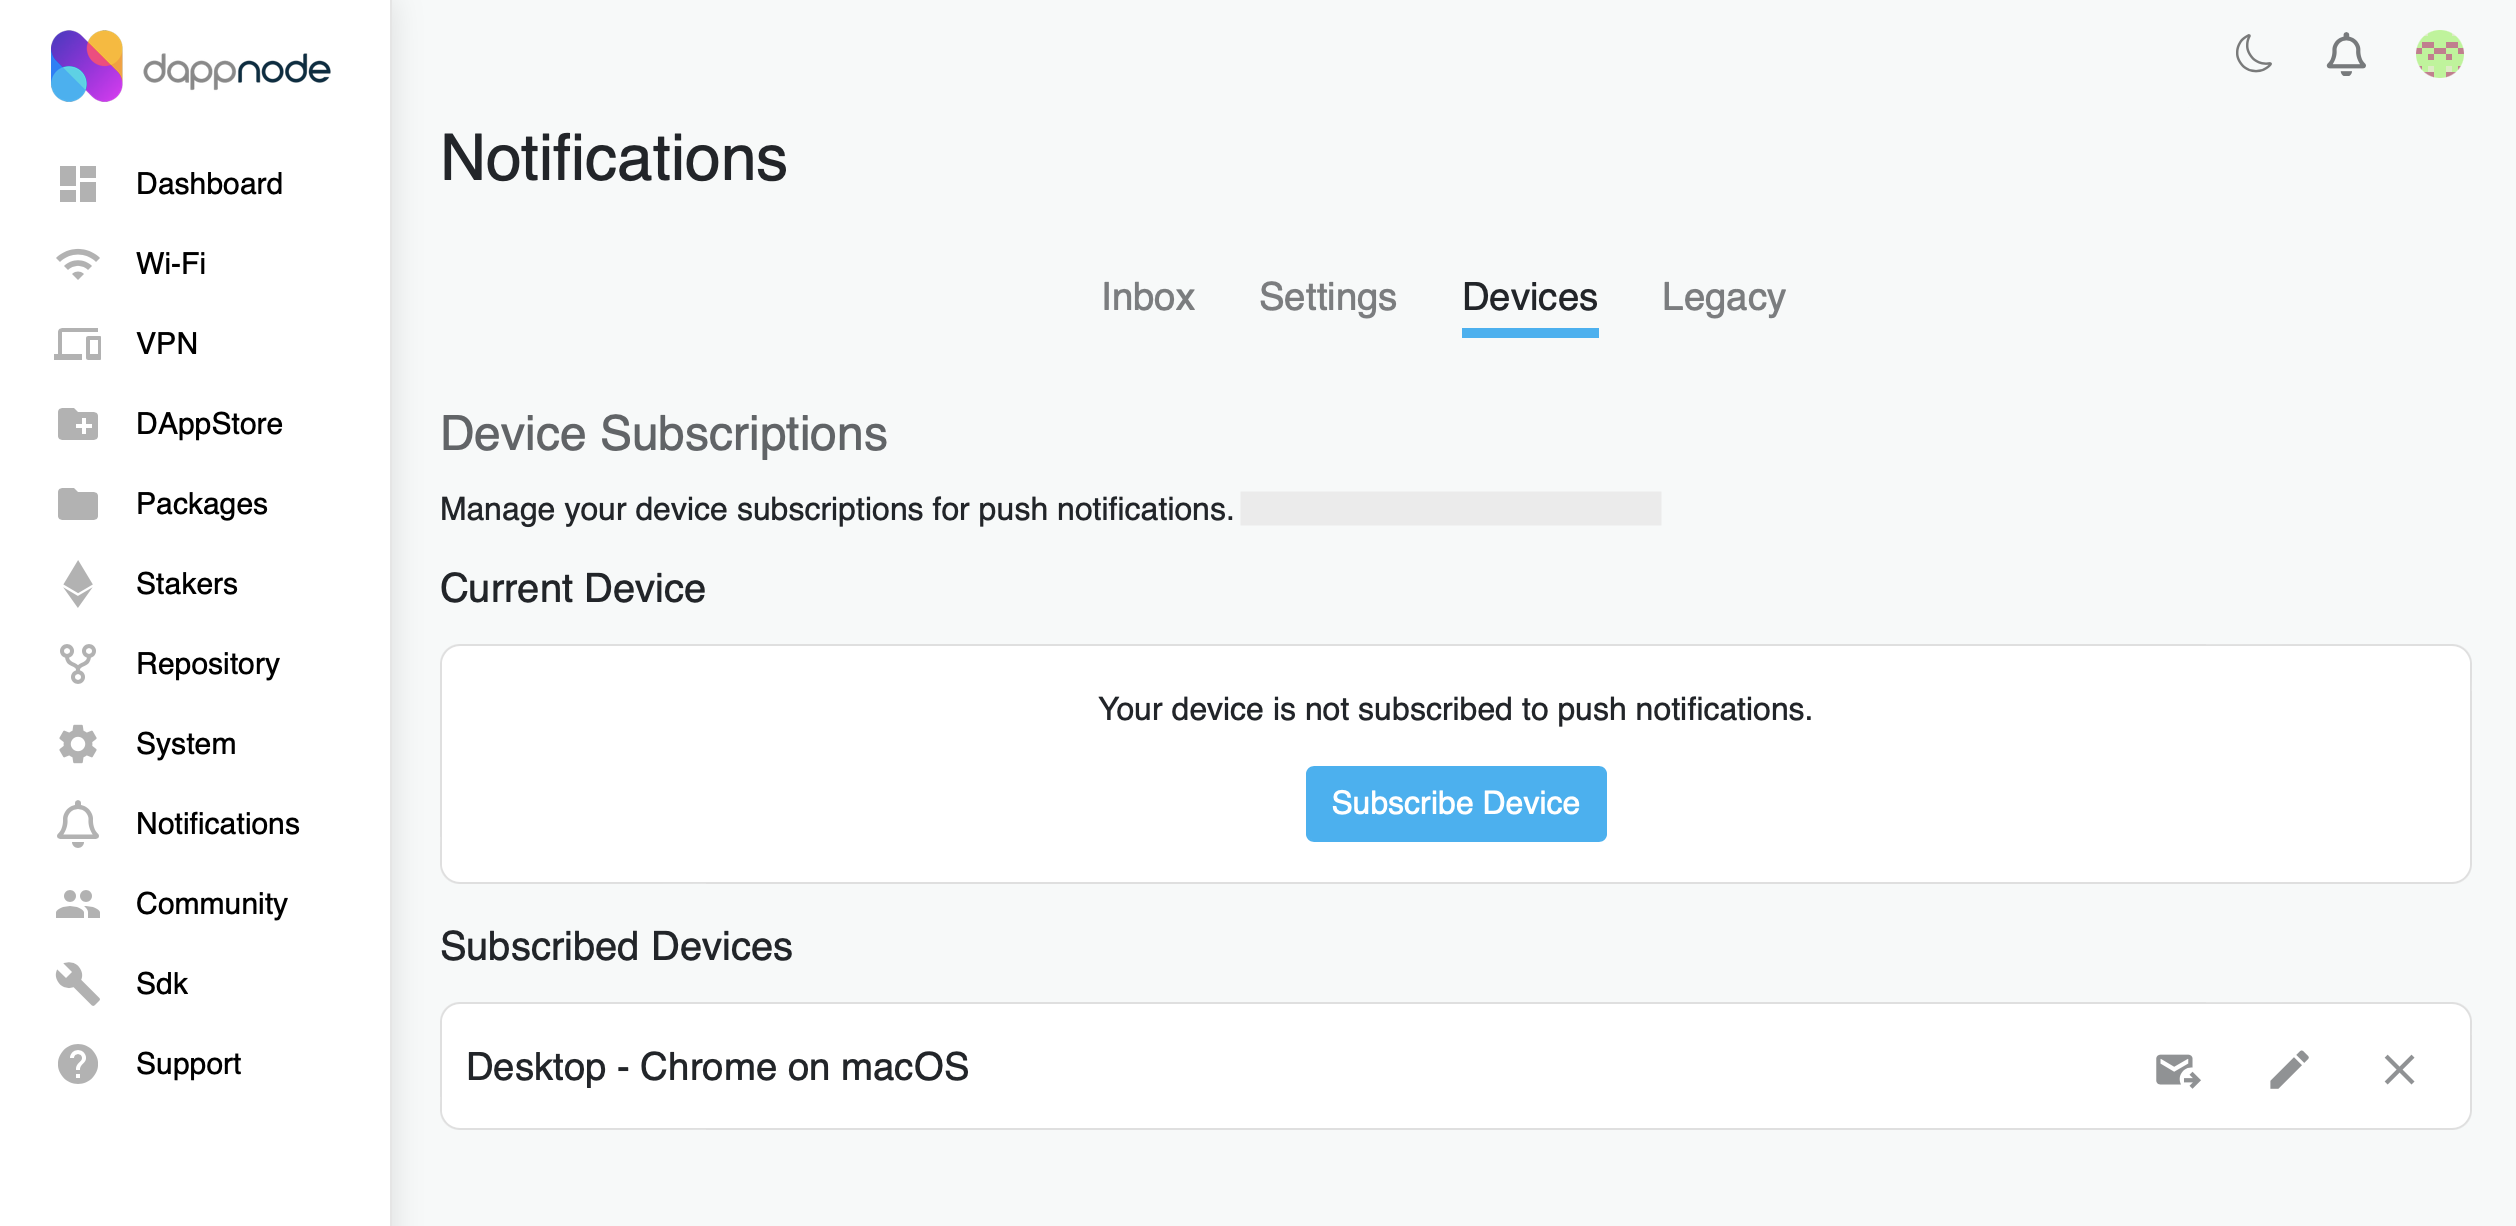 dappnode
Dashboard
Wi-Fi
VPN
DAppStore
Packages
Stakers
Repository
System
Notifications
Community
Sdk
Support
Notifications
Inbox Settings Devices Legacy
Device Subscriptions
Manage your device subscriptions for push notifications.
Current Device
Your device is not subscribed to push notifications.
Subscribe Device
Subscribed Devices
Desktop - Chrome on macOS